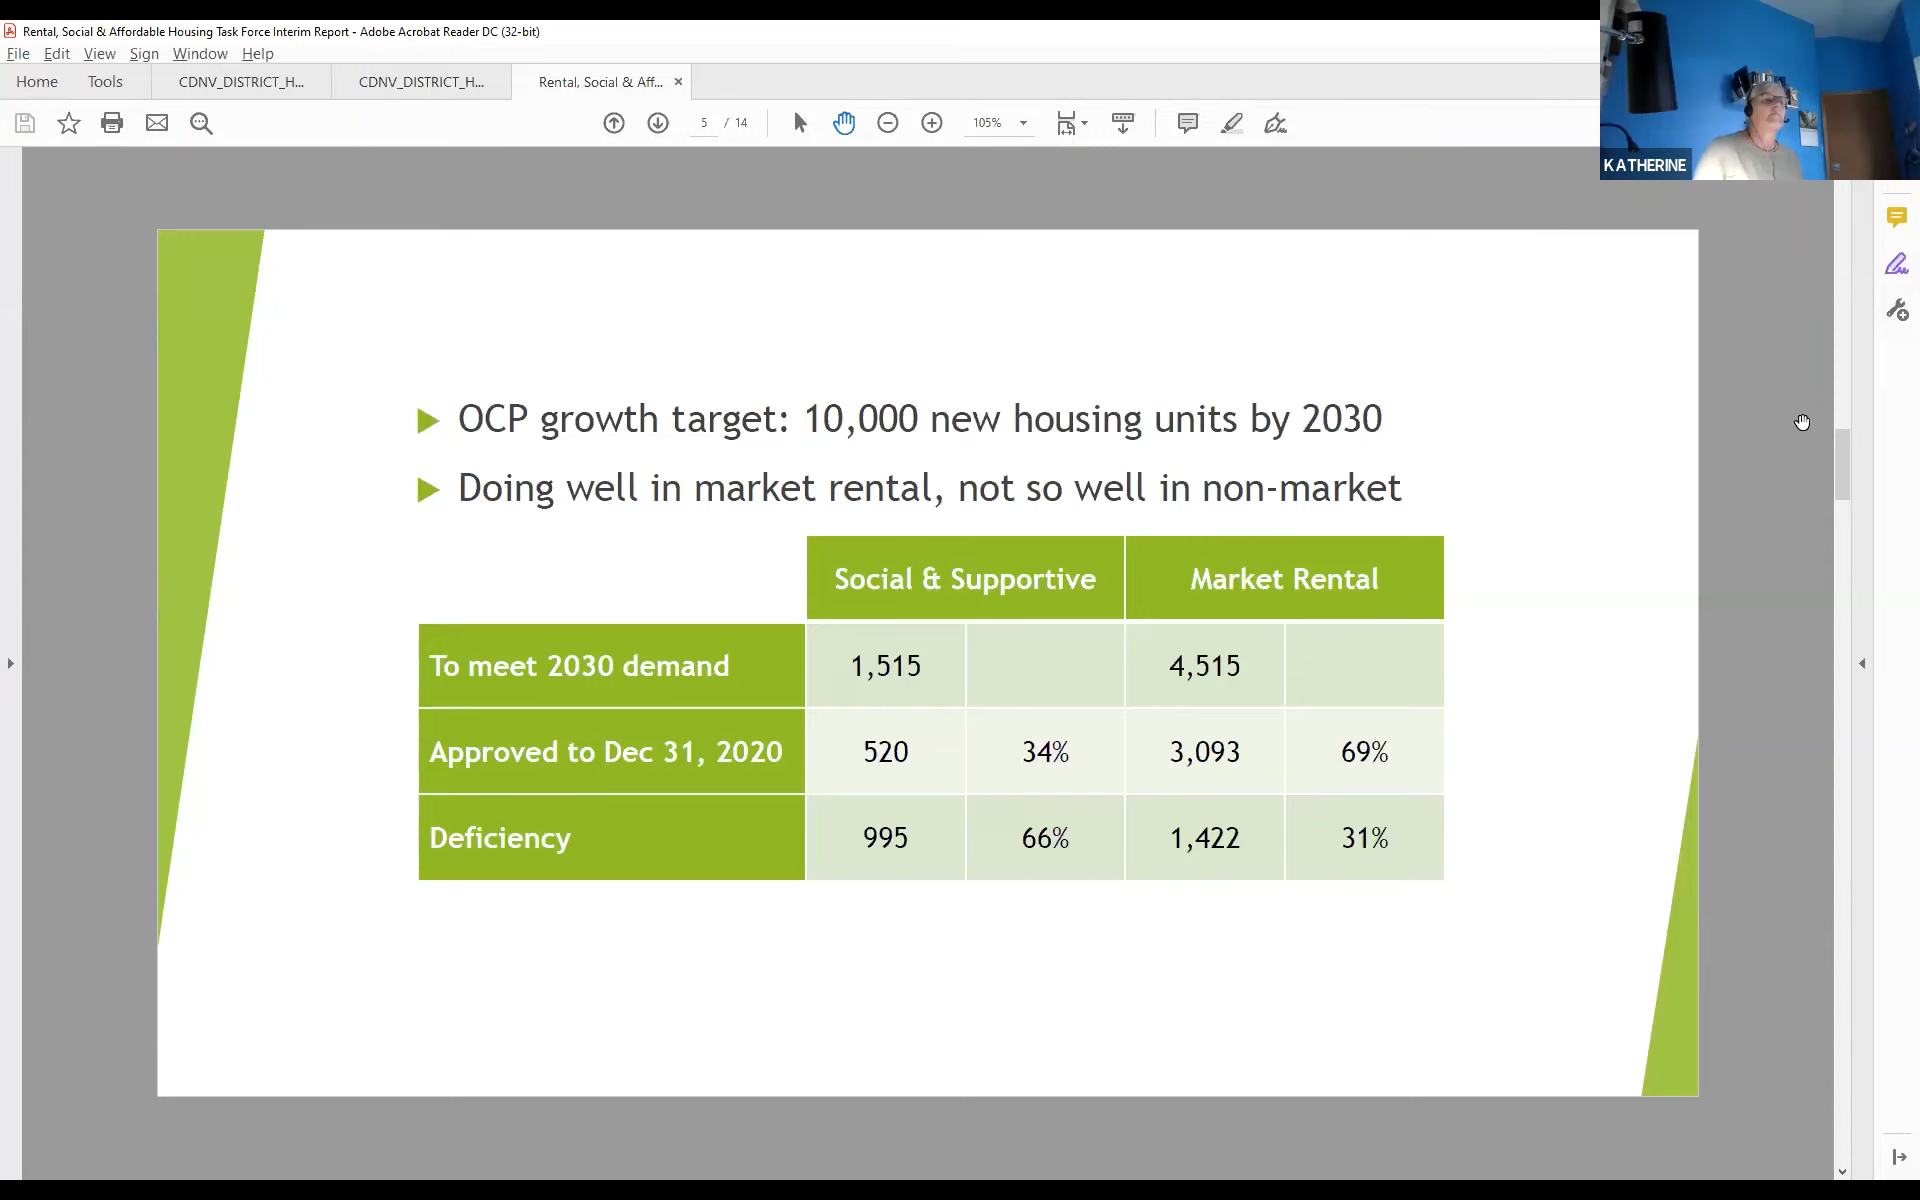 Rental, Social & Affordable Housing Task Force Interim Report - Adobe Acrobat Reader DC (32-bit)
File Edit View Sign Window Help
Home Tools CDNV_DISTRICT_H... CDNV_DISTRICT_H... Rental, Social & Aff... ×
5 / 14 105%
KATHERINE
OCP growth target: 10,000 new housing units by 2030
Doing well in market rental, not so well in non-market
Social & Supportive Market Rental
To meet 2030 demand 1,515 4,515
Approved to Dec 31, 2020 520 34% 3,093 69%
Deficiency 995 66% 1,422 31%